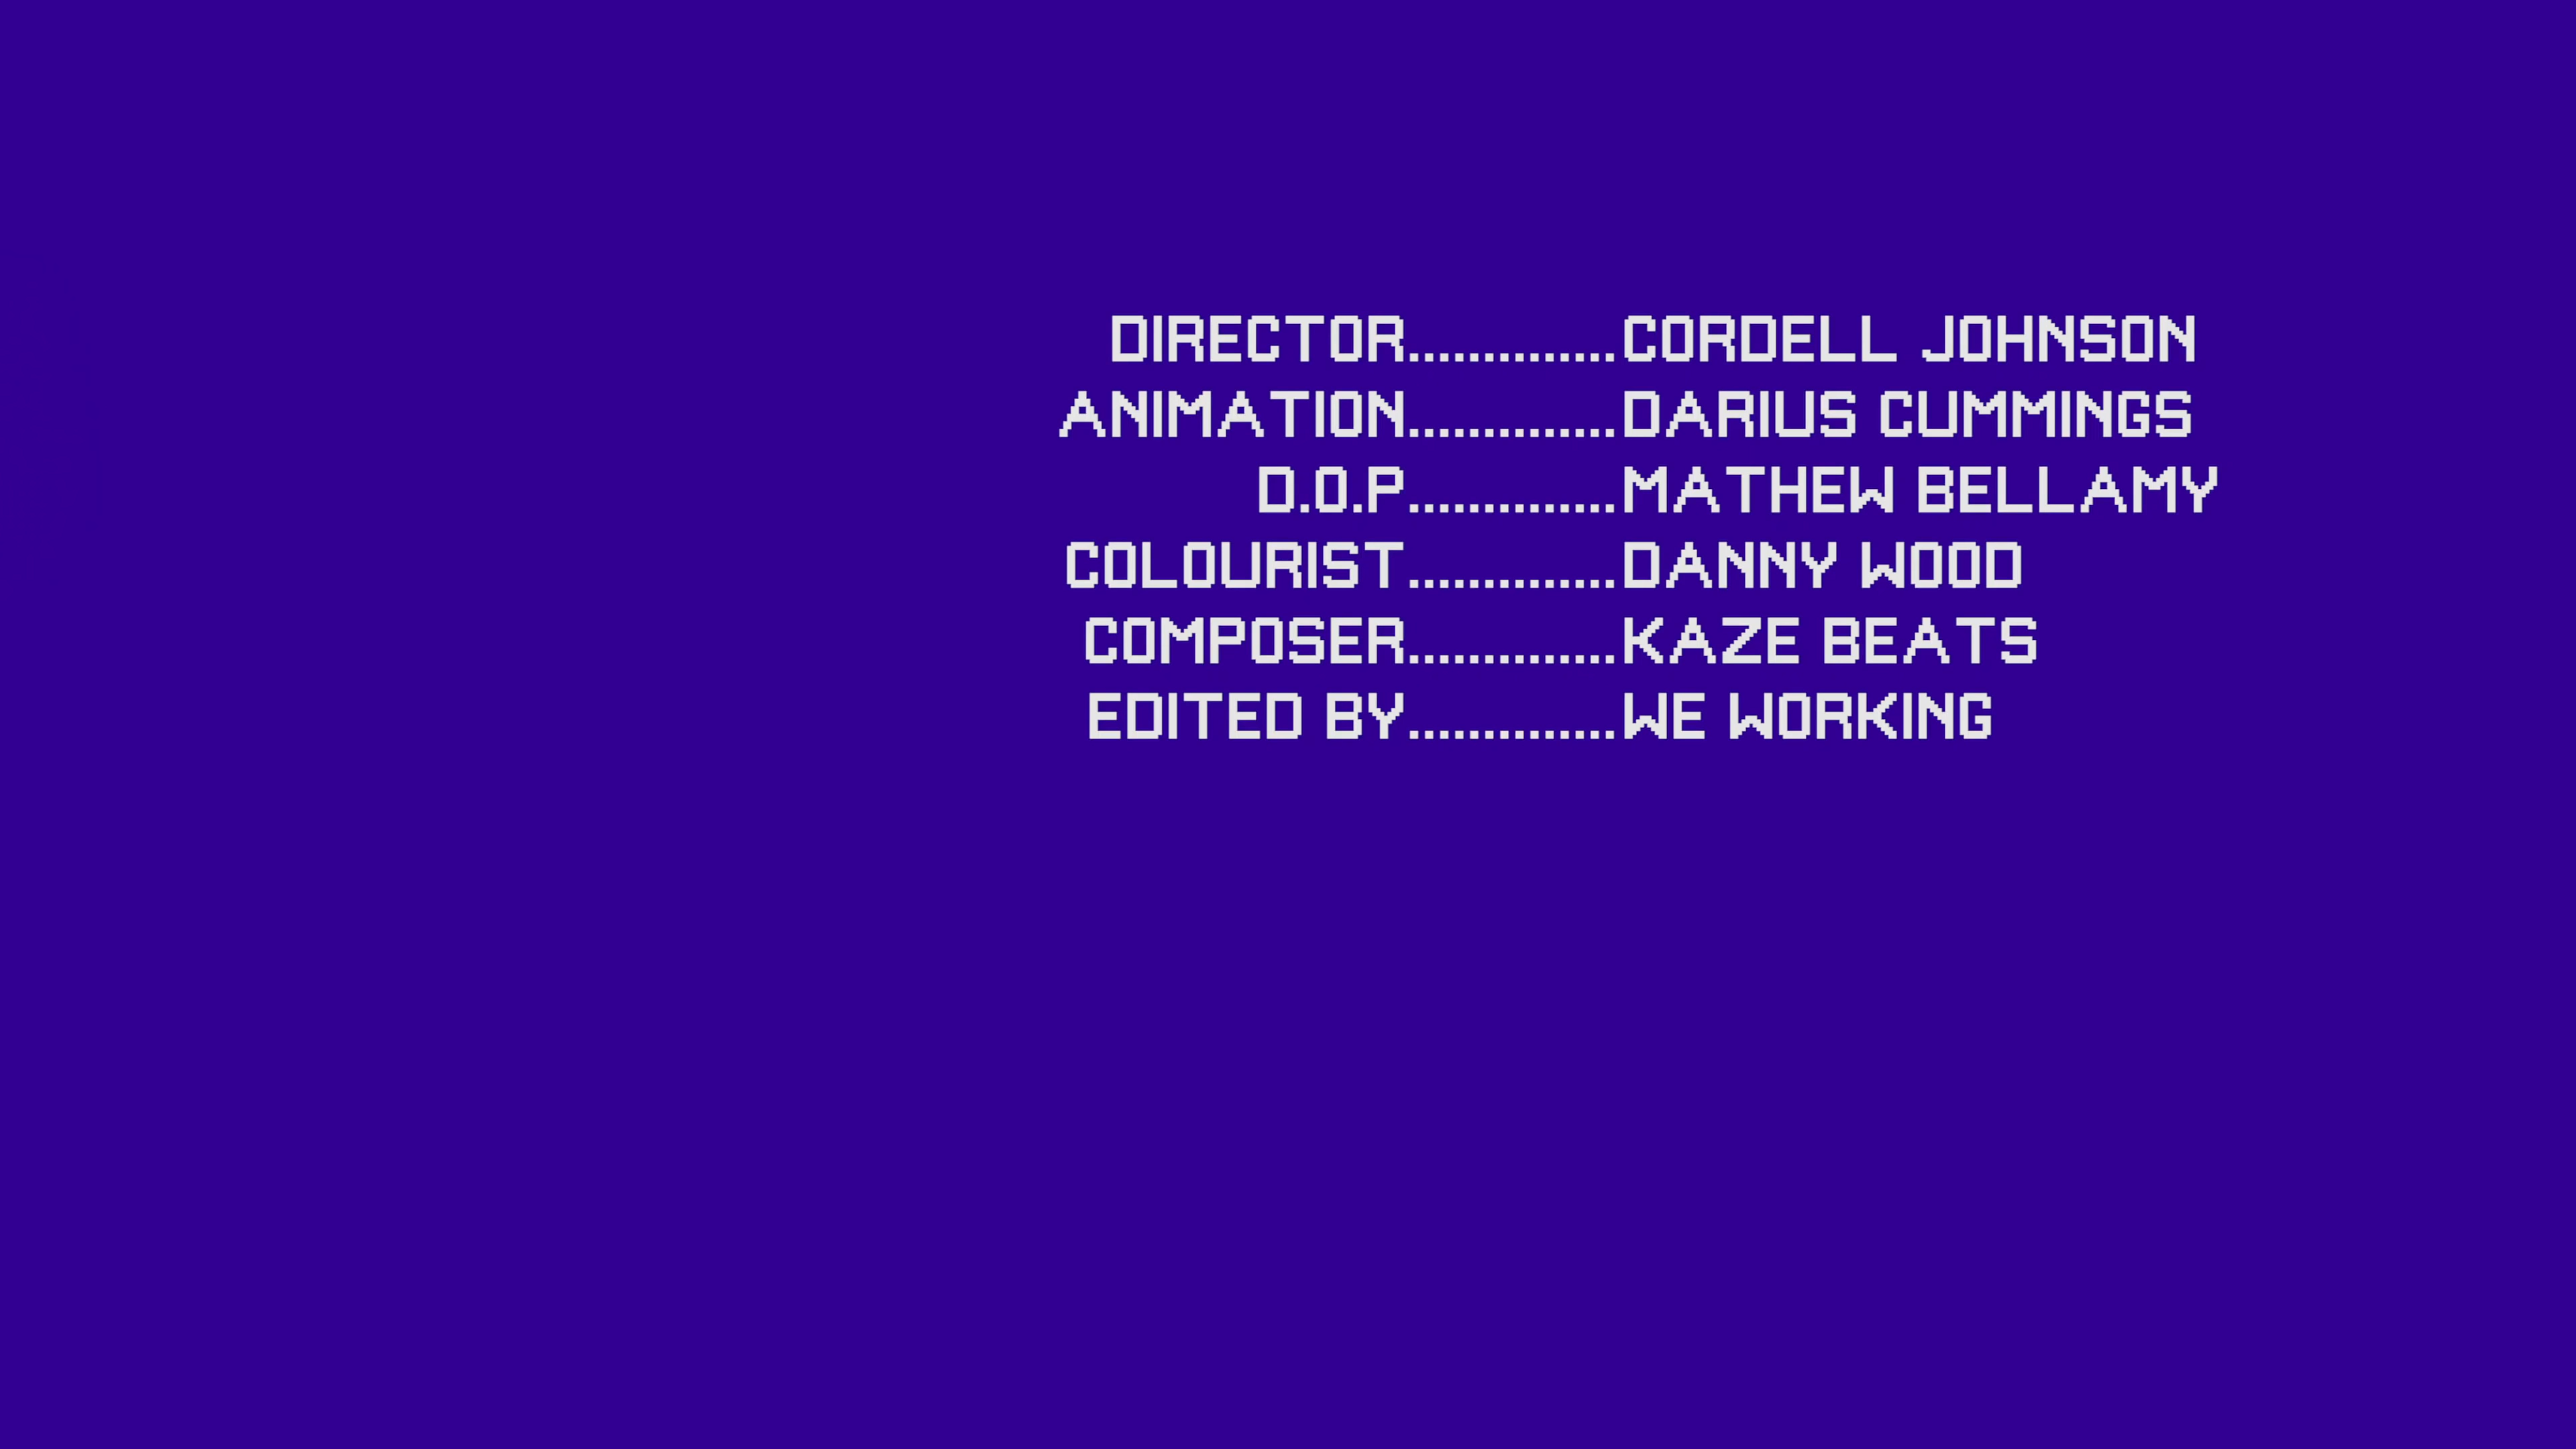 DIRECTOR..............CORDELL JOHNSON
ANIMATION..............DARIUS CUMMINGS
D.O.P..............MATHEW BELLAMY
COLOURIST..............DANNY WOOD
COMPOSER..............KAZE BEATS
EDITED BY..............WE WORKING